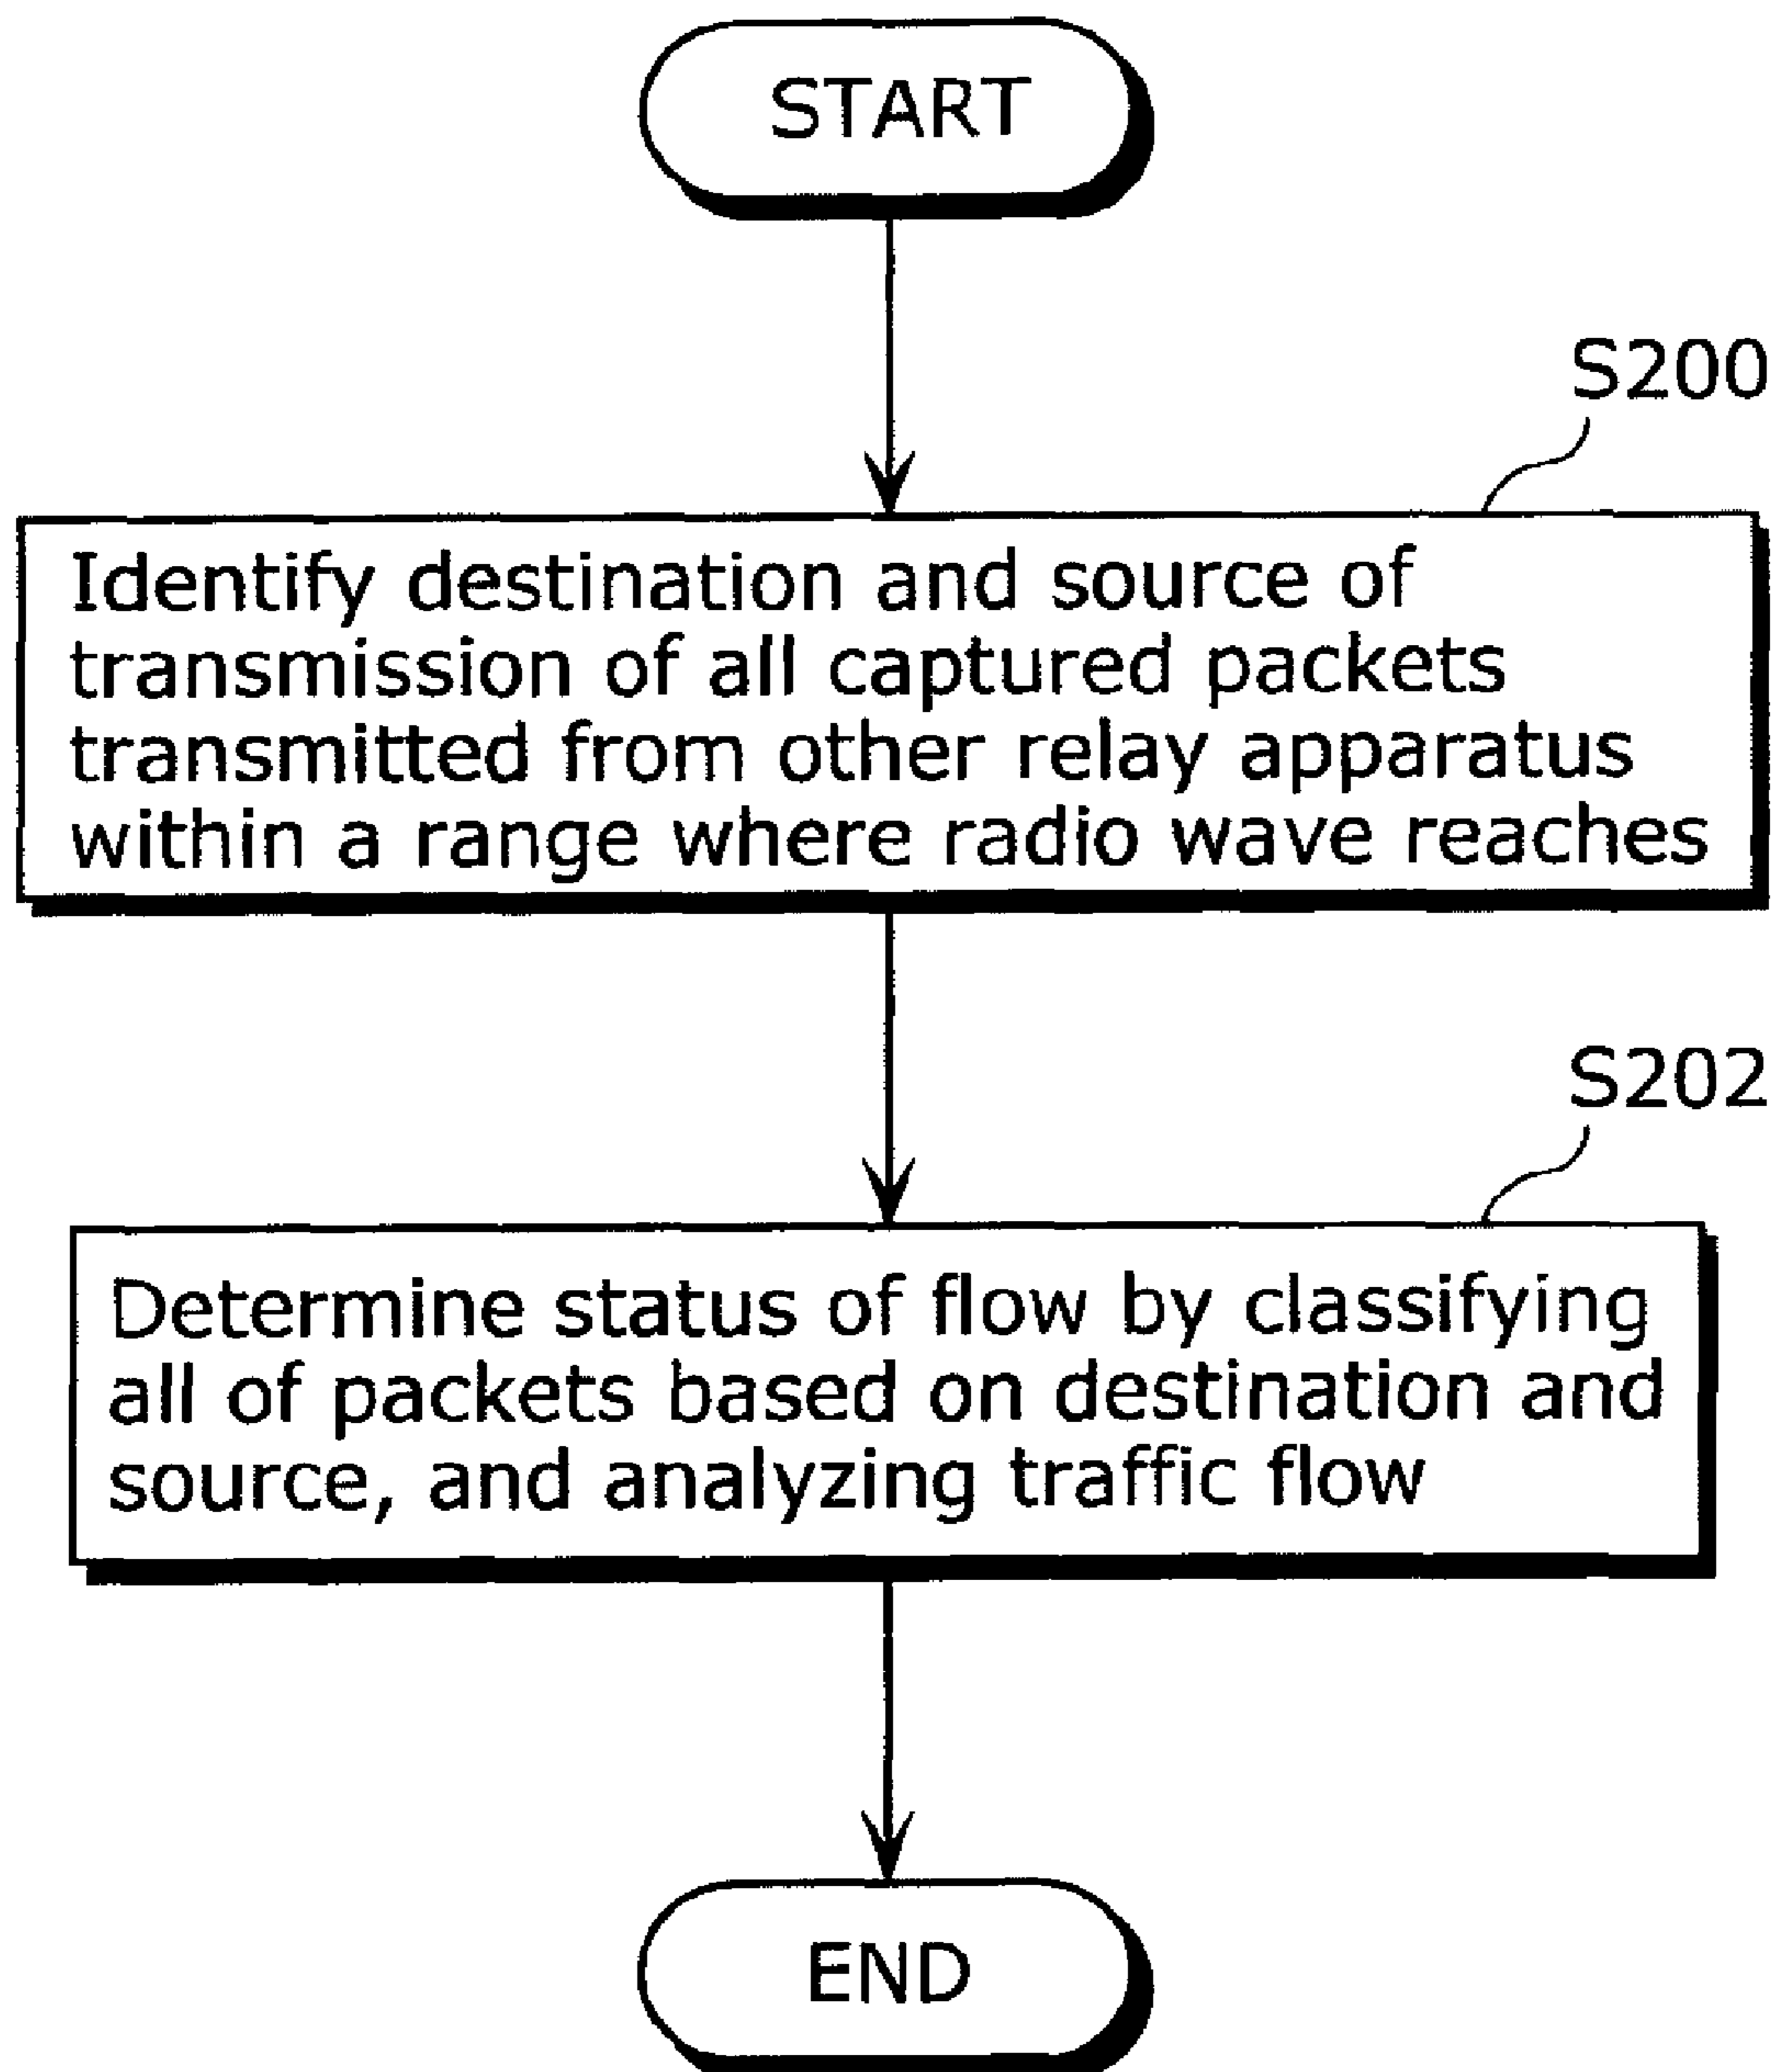 START
S200
Identify destination and source of
transmission of all captured packets
transmitted from other relay apparatus
within a range where radio wave reaches
S202
Determine status of flow by classifying
all of packets based on destination and
source, and analyzing traffic flow
END